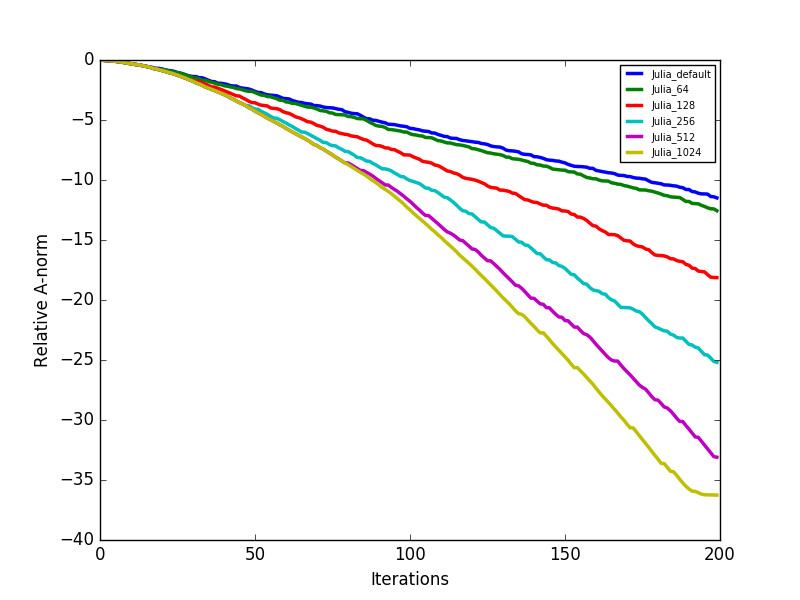 0
−5
−10
−15
−20
−25
−30
−35
−40
0
50
100
150
200
Relative A-norm
Iterations
Julia_default
Julia_64
Julia_128
Julia_256
Julia_512
Julia_1024